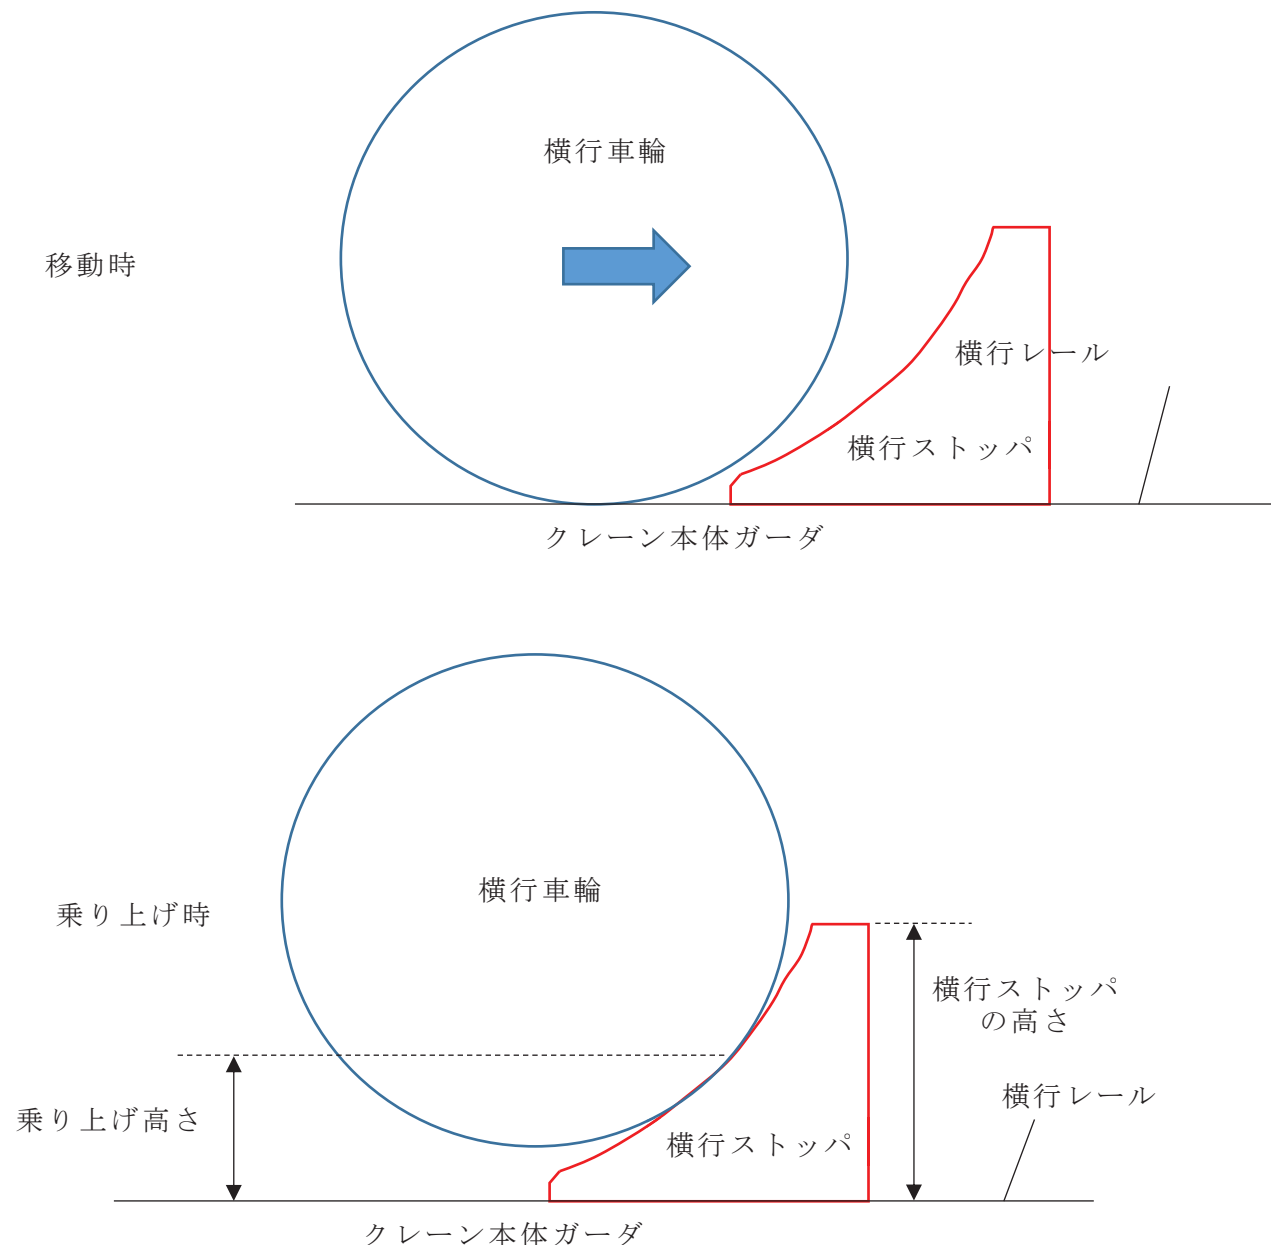 横行車輪
移動時
横行レール
横行ストッパ
クレーン本体ガーダ
横行車輪
乗り上げ時
横行ストッパ
の高さ
横行レール
乗り上げ高さ
横行ストッパ
クレーン本体ガーダ